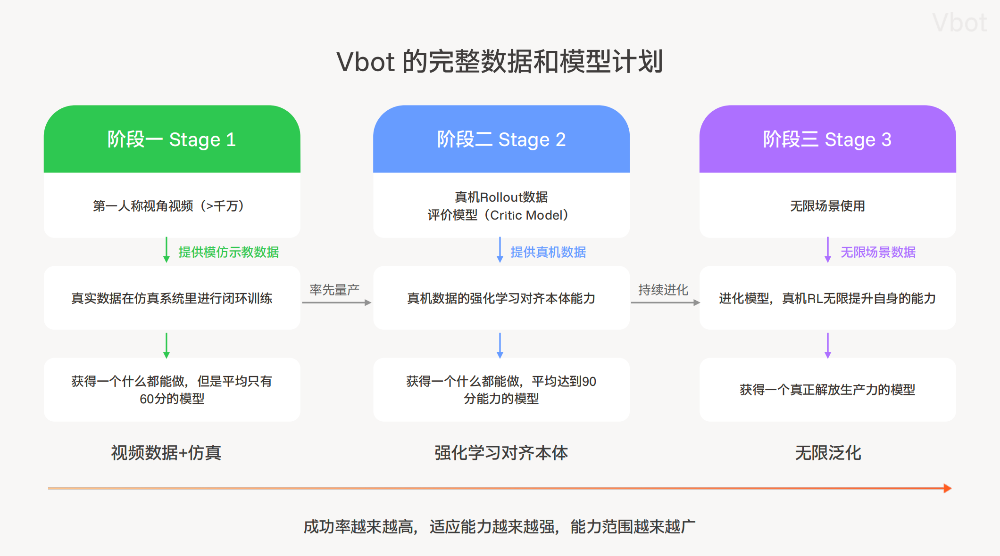 Vbot
Vbot 的完整数据和模型计划
阶段一 Stage 1
第一人称视角视频（>千万）
提供模仿示教数据
真实数据在仿真系统里进行闭环训练
获得一个什么都能做，但是平均只有
60分的模型
视频数据+仿真
率先量产
阶段二 Stage 2
真机Rollout数据
评价模型（Critic Model）
提供真机数据
真机数据的强化学习对齐本体能力
获得一个什么都能做，平均达到90
分能力的模型
强化学习对齐本体
持续进化
阶段三 Stage 3
无限场景使用
无限场景数据
进化模型，真机RL无限提升自身的能力
获得一个真正解放生产力的模型
无限泛化
成功率越来越高，适应能力越来越强，能力范围越来越广